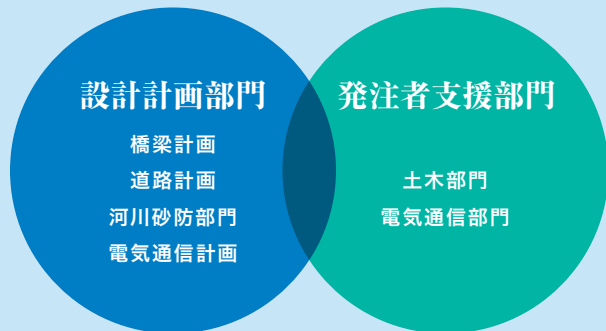 設計計画部門
橋梁計画
道路計画
河川砂防部門
電気通信計画
発注者支援部門
土木部門
電気通信部門